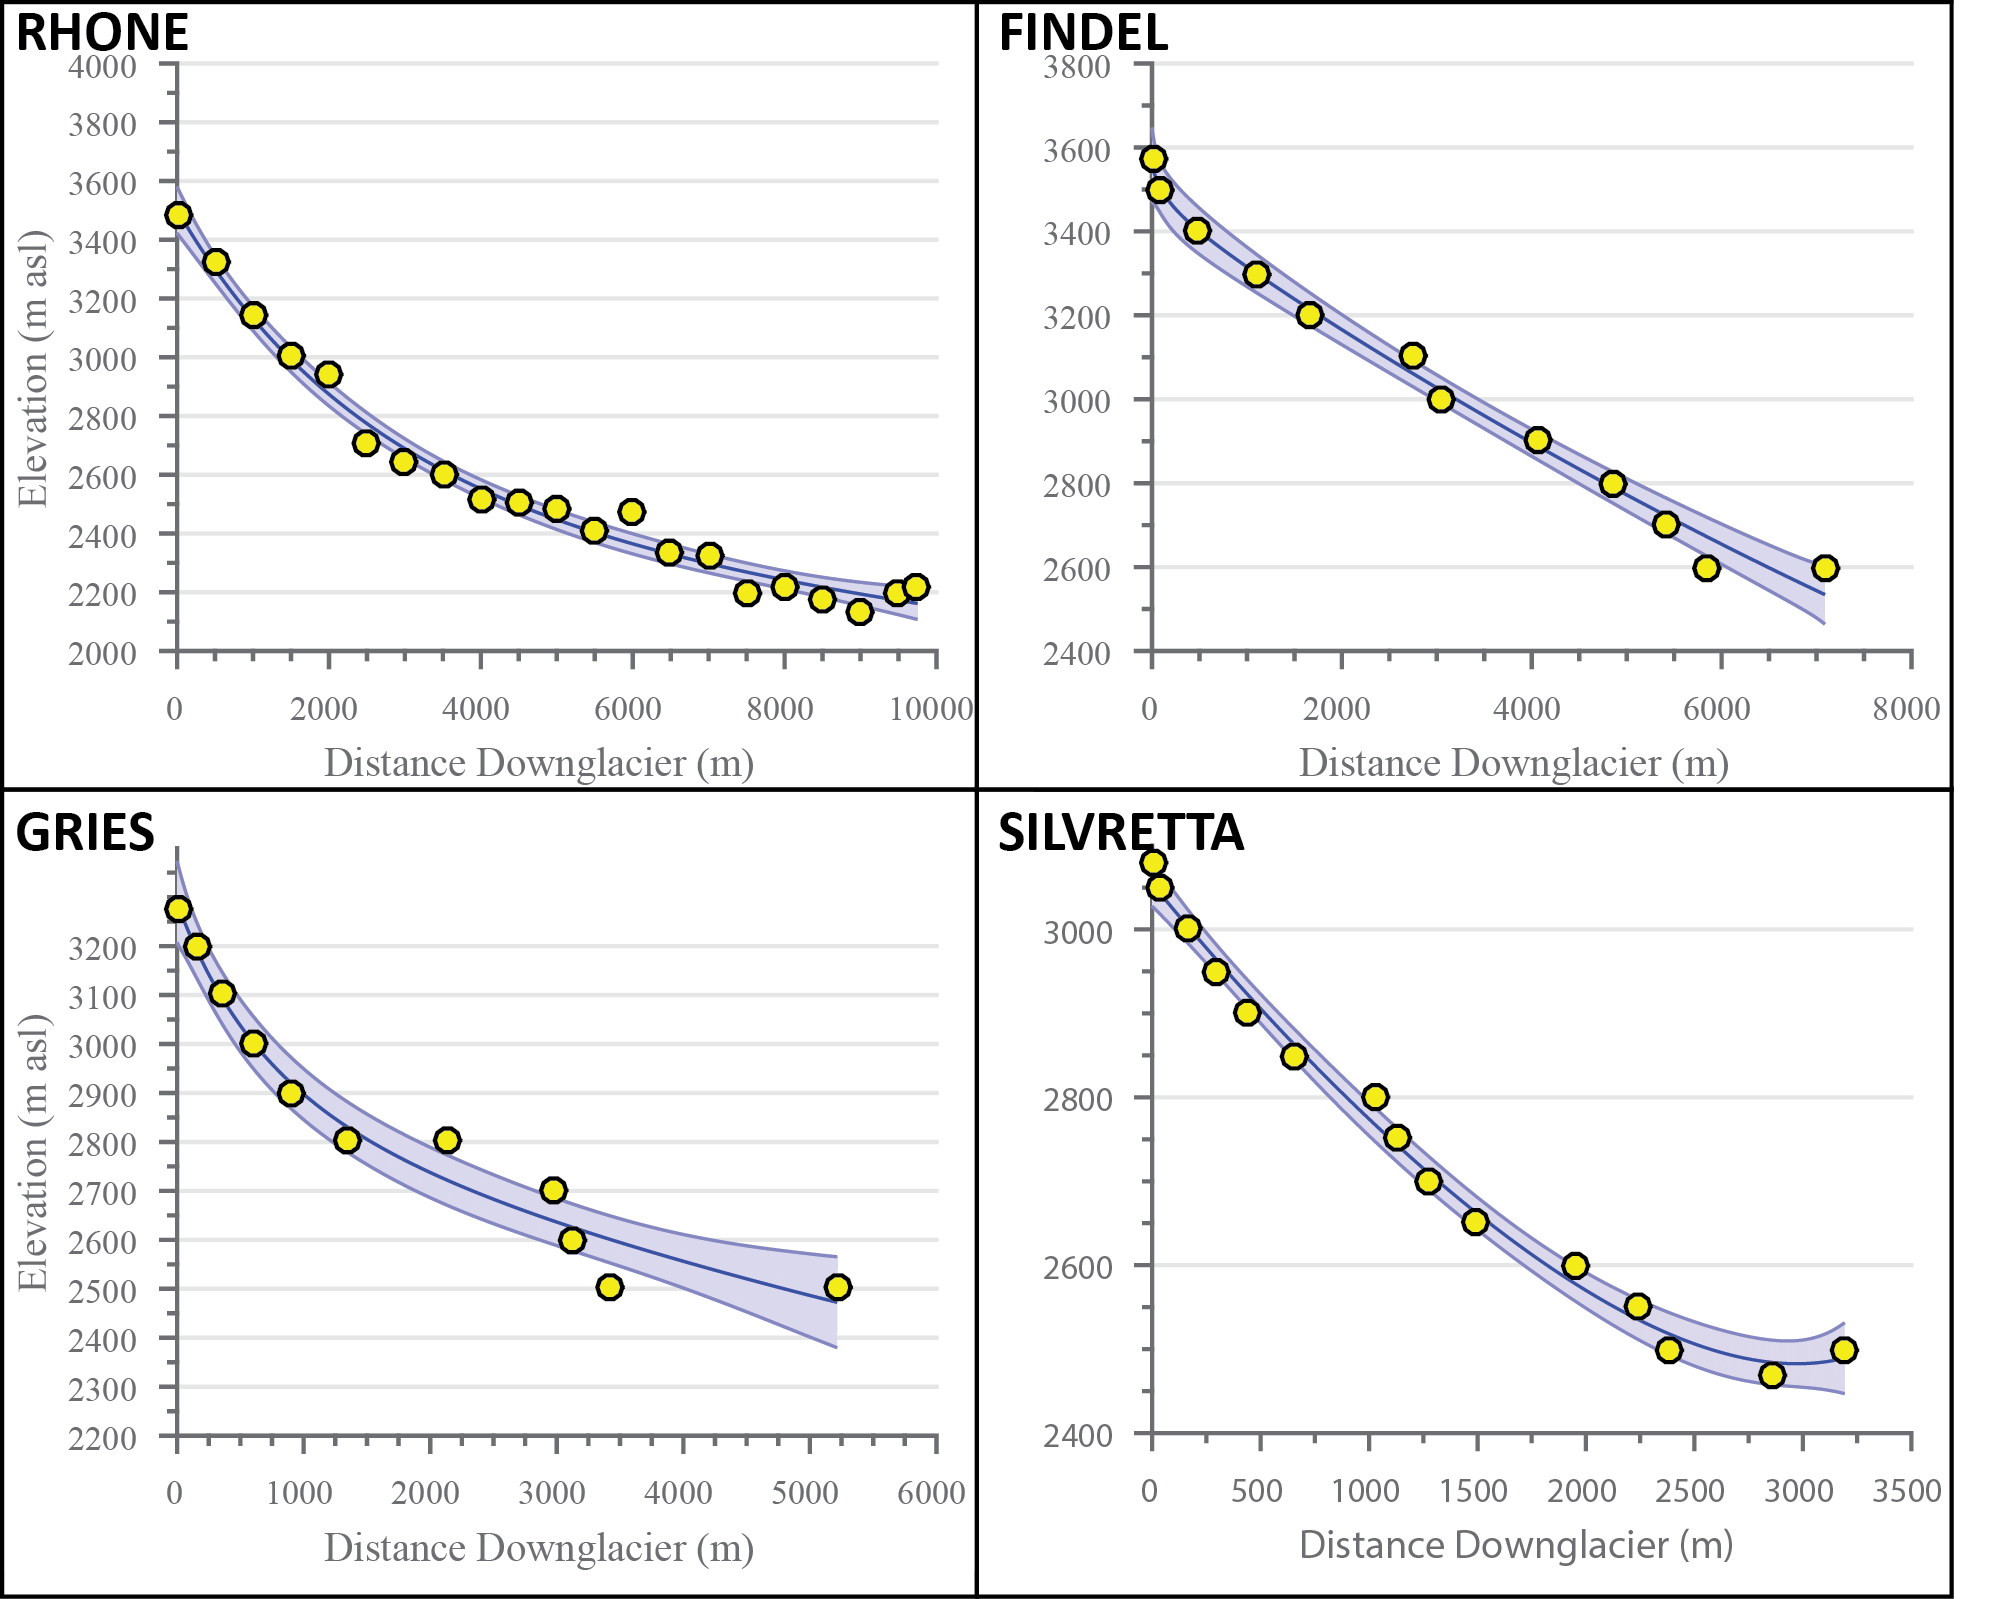 RHONE
4000
3800
3600
3400
3200
3000
2800
2600
2400
2200
2000
Elevation (m asl)
0 2000 4000 6000 8000 10000
Distance Downglacier (m)
FINDEL
3800
3600
3400
3200
3000
2800
2600
2400
0 2000 4000 6000 8000
Distance Downglacier (m)
GRIES
3200
3100
3000
2900
2800
2700
2600
2500
2400
2300
2200
Elevation (m asl)
0 1000 2000 3000 4000 5000 6000
Distance Downglacier (m)
SILVRETTA
3000
2800
2600
2400
0 500 1000 1500 2000 2500 3000 3500
Distance Downglacier (m)